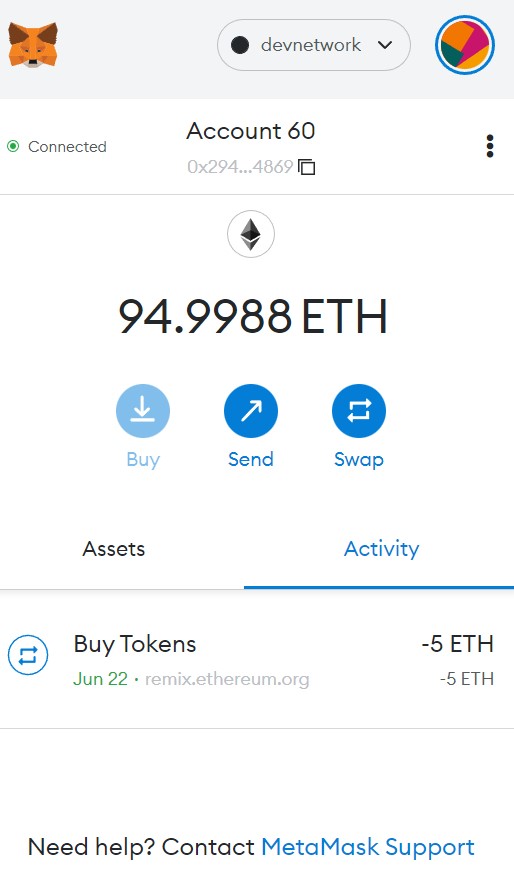 devnetwork
Account 60
Connected
0x294...4869
94.9988 ETH
Buy Send Swap
Assets Activity
Buy Tokens -5 ETH
Jun 22 · remix.ethereum.org -5 ETH
Need help? Contact MetaMask Support